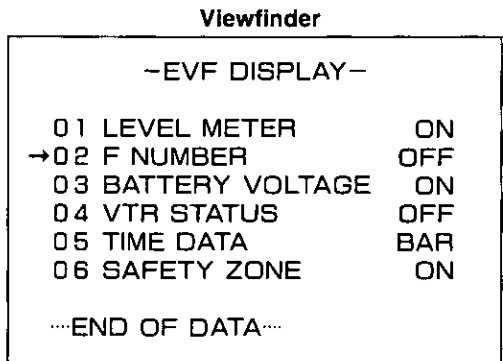 Viewfinder
-EVF DISPLAY-
01 LEVEL METER ON
→02 F NUMBER OFF
03 BATTERY VOLTAGE ON
04 VTR STATUS OFF
05 TIME DATA BAR
06 SAFETY ZONE ON
····END OF DATA····